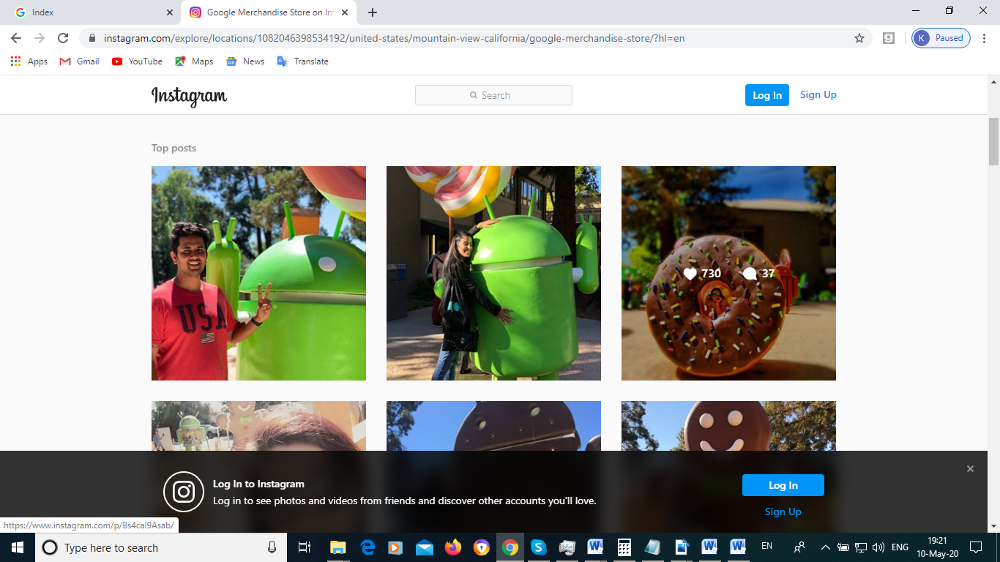 Index
Google Merchandise Store on Ins
instagram.com/explore/locations/1082046398534192/united-states/mountain-view-california/google-merchandise-store/?hl=en
K Paused
Apps Gmail YouTube Maps News Translate
Instagram
Search
Log In Sign Up
Top posts
USA
730 37
Log In to Instagram
Log in to see photos and videos from friends and discover other accounts you'll love.
Log In
Sign Up
https://www.instagram.com/p/Bs4cal9Asab/
Type here to search
EN
ENG
19:21
10-May-20